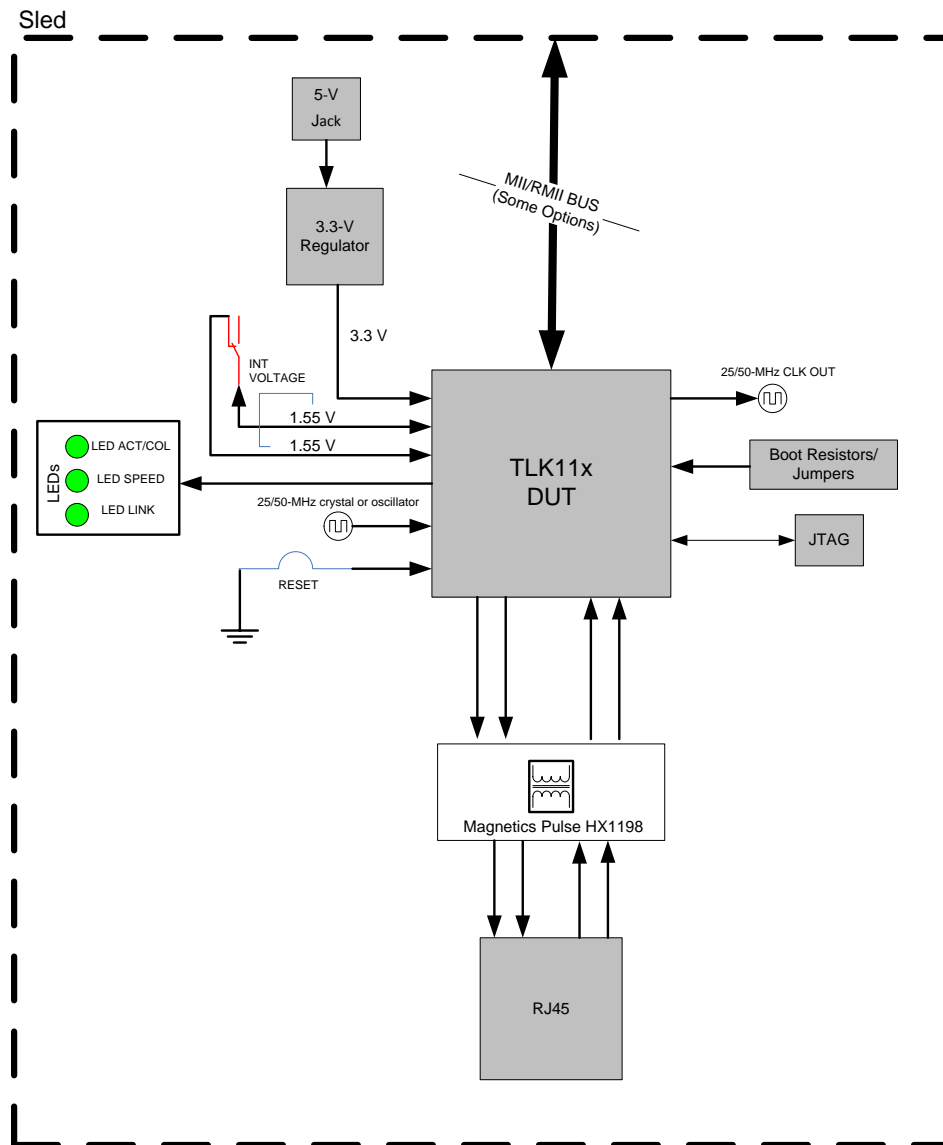 Sled
5-V
Jack
MII/RMII BUS
(Some Options)
3.3-V
Regulator
3.3 V
INT
VOLTAGE
25/50-MHz CLK OUT
1.55 V
1.55 V
LEDs
LED ACT/COL
LED SPEED
LED LINK
TLK11x
DUT
Boot Resistors/
Jumpers
25/50-MHz crystal or oscillator
JTAG
RESET
Magnetics Pulse HX1198
RJ45